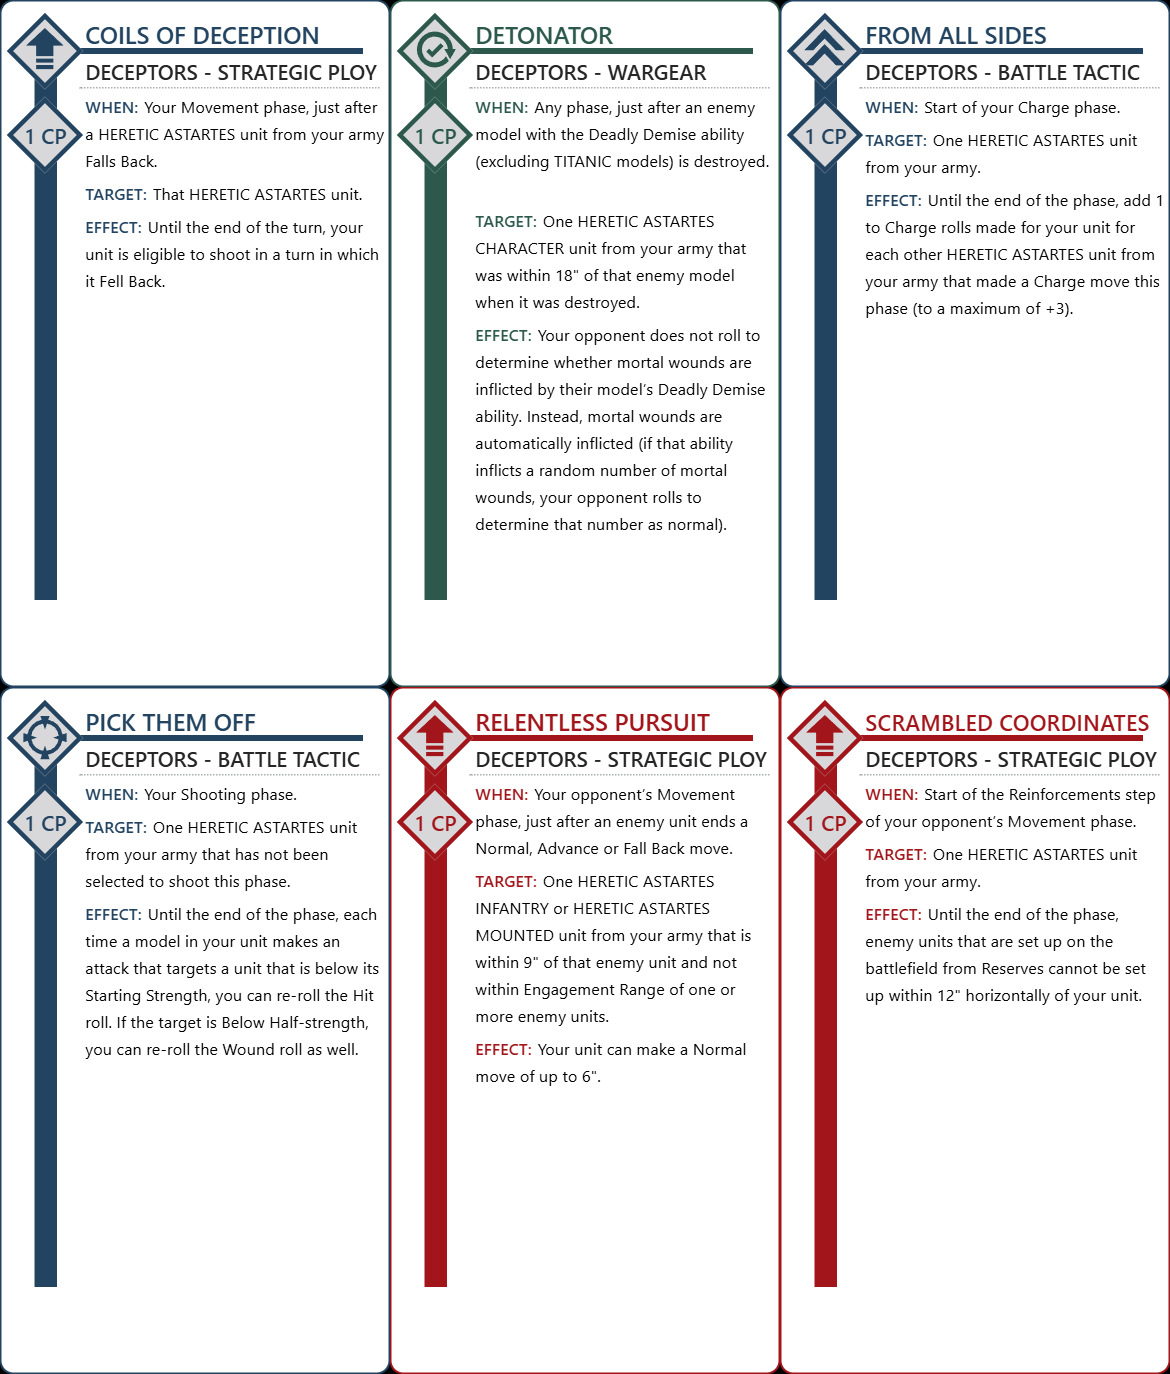 COILS OF DECEPTION
DECEPTORS - STRATEGIC PLOY
1 CP
WHEN: Your Movement phase, just after
a HERETIC ASTARTES unit from your army
Falls Back.
TARGET: That HERETIC ASTARTES unit.
EFFECT: Until the end of the turn, your
unit is eligible to shoot in a turn in which
it Fell Back.
DETONATOR
DECEPTORS - WARGEAR
1 CP
WHEN: Any phase, just after an enemy
model with the Deadly Demise ability
(excluding TITANIC models) is destroyed.
TARGET: One HERETIC ASTARTES
CHARACTER unit from your army that
was within 18" of that enemy model
when it was destroyed.
EFFECT: Your opponent does not roll to
determine whether mortal wounds are
inflicted by their model’s Deadly Demise
ability. Instead, mortal wounds are
automatically inflicted (if that ability
inflicts a random number of mortal
wounds, your opponent rolls to
determine that number as normal).
FROM ALL SIDES
DECEPTORS - BATTLE TACTIC
1 CP
WHEN: Start of your Charge phase.
TARGET: One HERETIC ASTARTES unit
from your army.
EFFECT: Until the end of the phase, add 1
to Charge rolls made for your unit for
each other HERETIC ASTARTES unit from
your army that made a Charge move this
phase (to a maximum of +3).
PICK THEM OFF
DECEPTORS - BATTLE TACTIC
1 CP
WHEN: Your Shooting phase.
TARGET: One HERETIC ASTARTES unit
from your army that has not been
selected to shoot this phase.
EFFECT: Until the end of the phase, each
time a model in your unit makes an
attack that targets a unit that is below its
Starting Strength, you can re-roll the Hit
roll. If the target is Below Half-strength,
you can re-roll the Wound roll as well.
RELENTLESS PURSUIT
DECEPTORS - STRATEGIC PLOY
1 CP
WHEN: Your opponent’s Movement
phase, just after an enemy unit ends a
Normal, Advance or Fall Back move.
TARGET: One HERETIC ASTARTES
INFANTRY or HERETIC ASTARTES
MOUNTED unit from your army that is
within 9" of that enemy unit and not
within Engagement Range of one or
more enemy units.
EFFECT: Your unit can make a Normal
move of up to 6".
SCRAMBLED COORDINATES
DECEPTORS - STRATEGIC PLOY
1 CP
WHEN: Start of the Reinforcements step
of your opponent’s Movement phase.
TARGET: One HERETIC ASTARTES unit
from your army.
EFFECT: Until the end of the phase,
enemy units that are set up on the
battlefield from Reserves cannot be set
up within 12" horizontally of your unit.